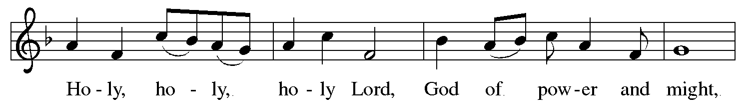 Ho - ly, ho - ly, ho - ly Lord, God of pow - er and might,